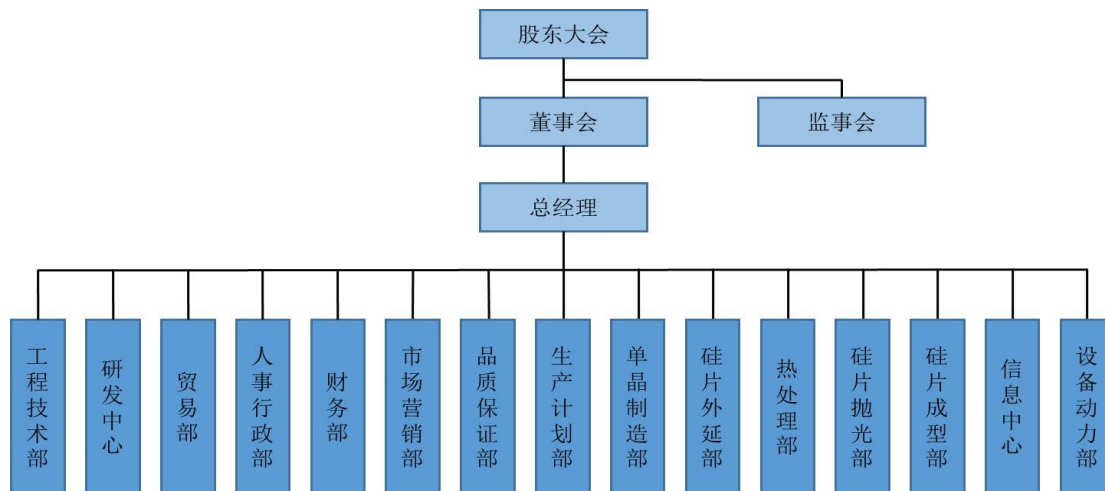 股东大会
董事会
监事会
总经理
工程技术部
研发中心
贸易部
人事行政部
财务部
市场营销部
品质保证部
生产计划部
单晶制造部
硅片外延部
热处理部
硅片抛光部
硅片成型部
信息中心
设备动力部